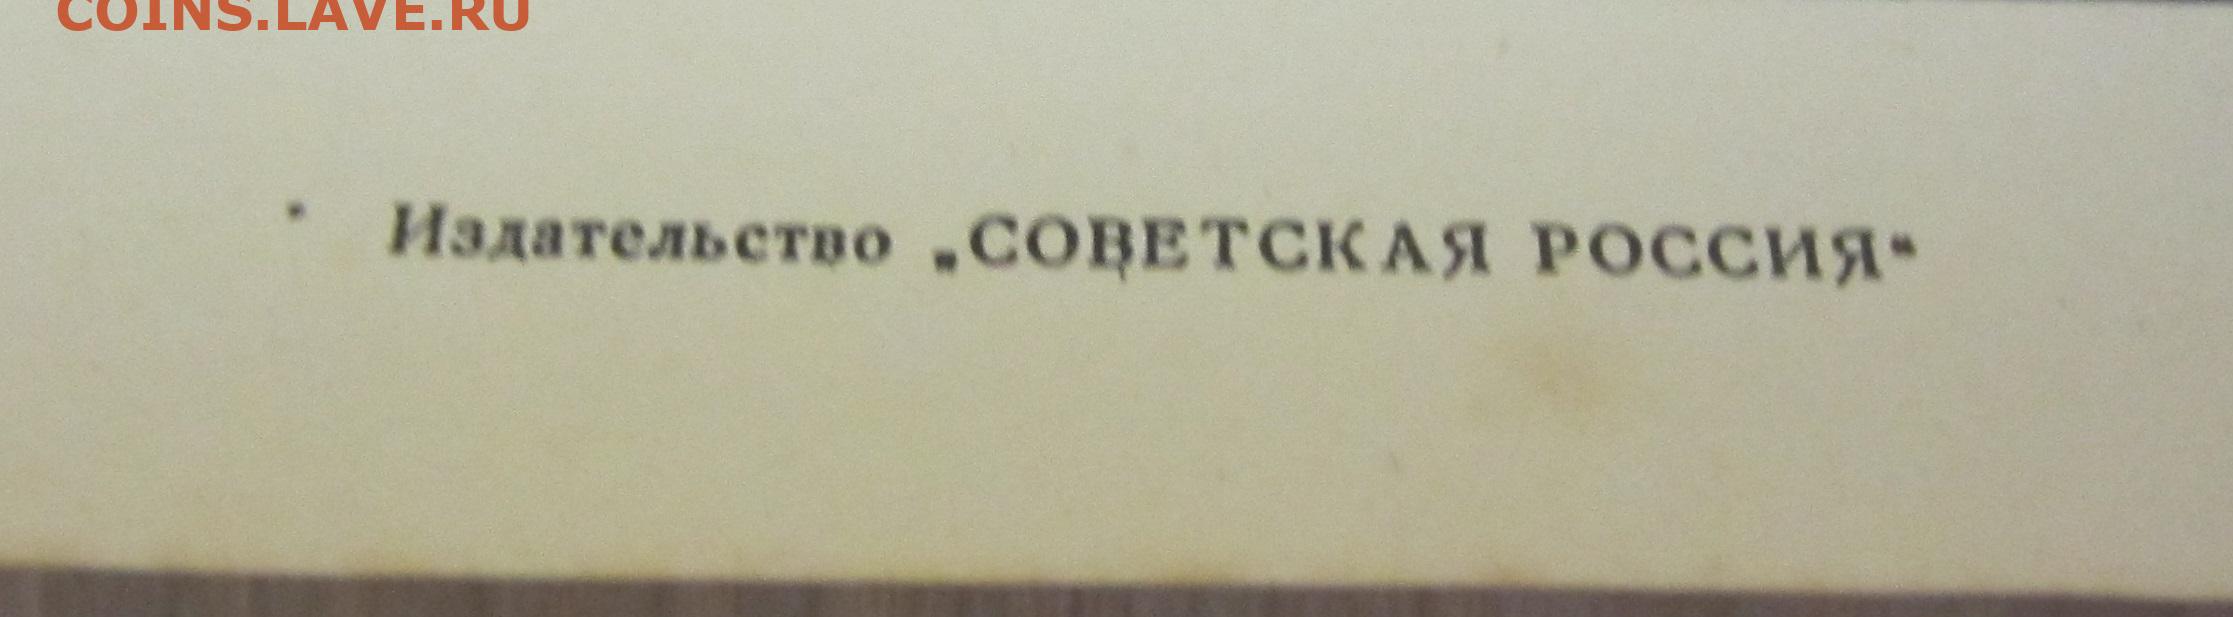 COINS.LAVE.RU
Издательство „СОВЕТСКАЯ РОССИЯ“